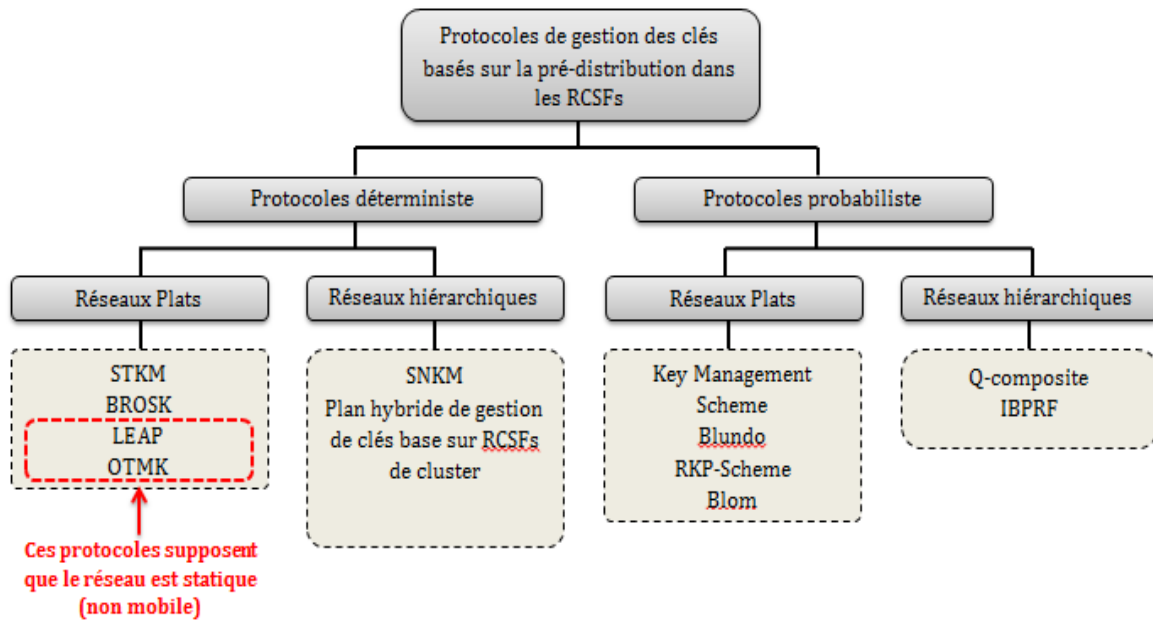 Protocoles de gestion des clés
basés sur la pré-distribution dans
les RCSFs
Protocoles déterministe
Protocoles probabiliste
Réseaux Plats
Réseaux hiérarchiques
Réseaux Plats
Réseaux hiérarchiques
STKM
BROSK
LEAP
OTMK
SNKM
Plan hybride de gestion
de clés base sur RCSFs
de cluster
Key Management
Scheme
Blundo
RKP-Scheme
Blom
Q-composite
IBPRF
Ces protocoles supposent
que le réseau est statique
(non mobile)